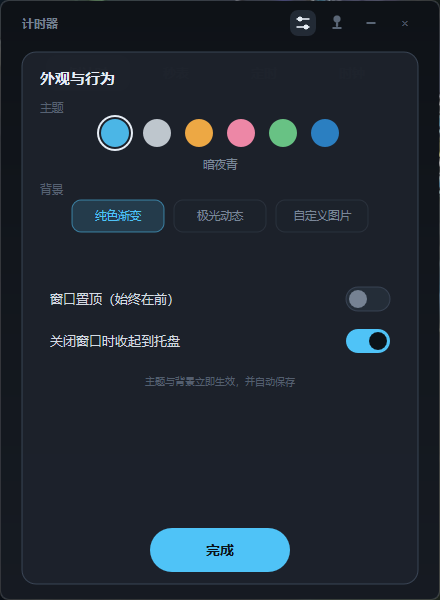 计时器
外观与行为
主题
暗夜青
背景
纯色渐变 极光动态 自定义图片
窗口置顶（始终在前）
关闭窗口时收起到托盘
主题与背景立即生效，并自动保存
完成